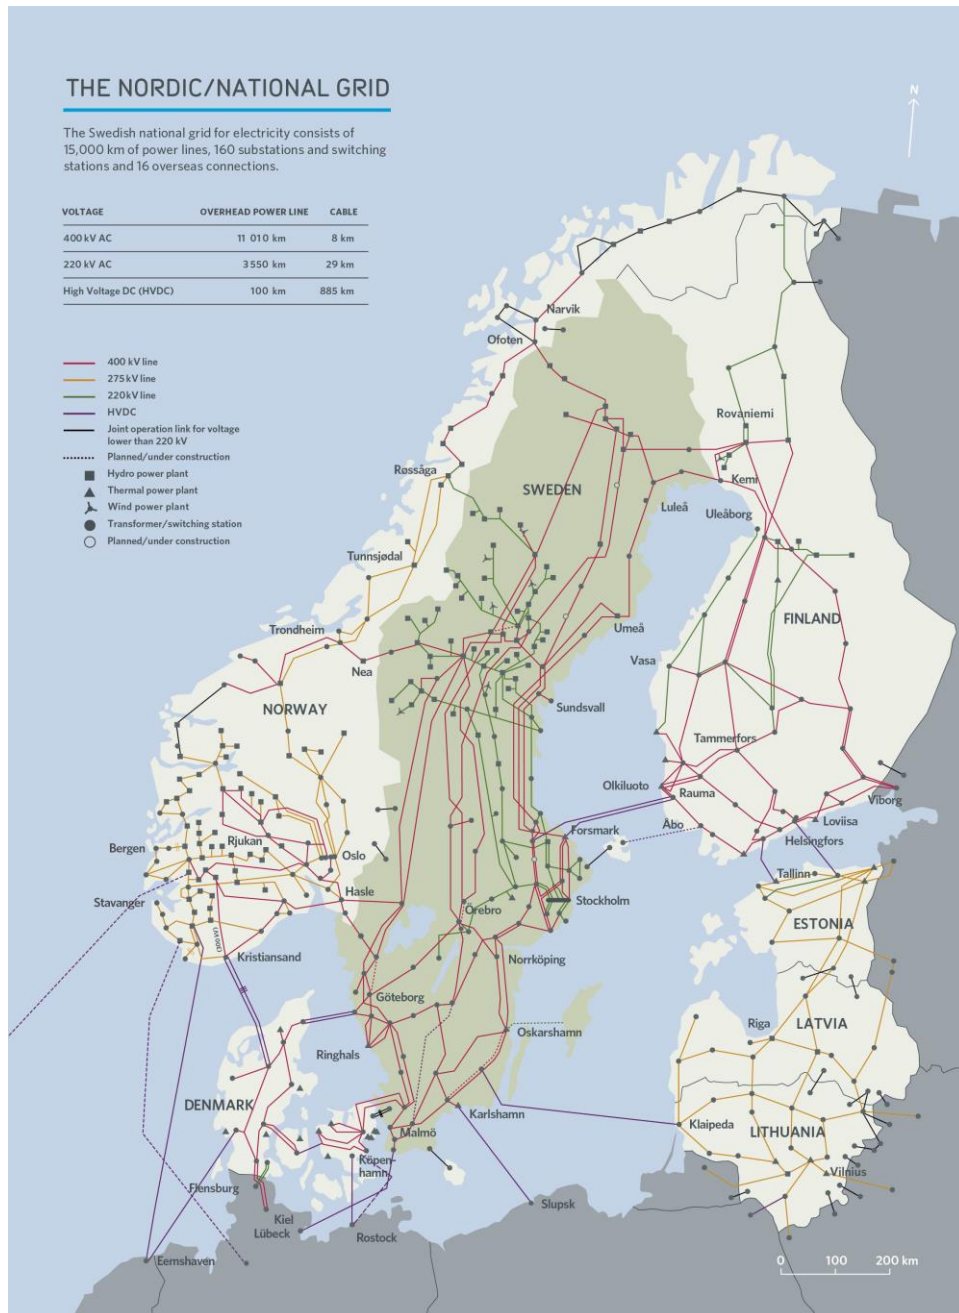 THE NORDIC/NATIONAL GRID
The Swedish national grid for electricity consists of
15,000 km of power lines, 160 substations and switching
stations and 16 overseas connections.
VOLTAGE OVERHEAD POWER LINE CABLE
400 kV AC 11 010 km 8 km
220 kV AC 3 550 km 29 km
High Voltage DC (HVDC) 100 km 885 km
400 kV line
275 kV line
220kV line
HVDC
Joint operation link for voltage
lower than 220 kV
Planned/under construction
Hydro power plant
Thermal power plant
Wind power plant
Transformer/switching station
Planned/under construction
N
Narvik
Ofoten
Rovaniemi
Røssåga
SWEDEN
Kemi
Luleå
Uleåborg
Tunnsjødal
FINLAND
Trondheim
Umeå
Nea
Vasa
NORWAY
Sundsvall
Tammerfors
Olkiluoto
Rauma
Viborg
Åbo
Loviisa
Forsmark
Helsingfors
Rjukan
Bergen
Oslo
Tallinn
Hasle
Stavanger
Örebro
Stockholm
ESTONIA
(300 kV)
Kristiansand
Norrköping
Göteborg
Riga
LATVIA
Oskarshamn
Ringhals
DENMARK
Karlshamn
Klaipeda
LITHUANIA
Malmö
Köpen-
hamn
Vilnius
Flensburg
Kiel
Slupsk
Lübeck
Rostock
Eemshaven
0 100 200 km